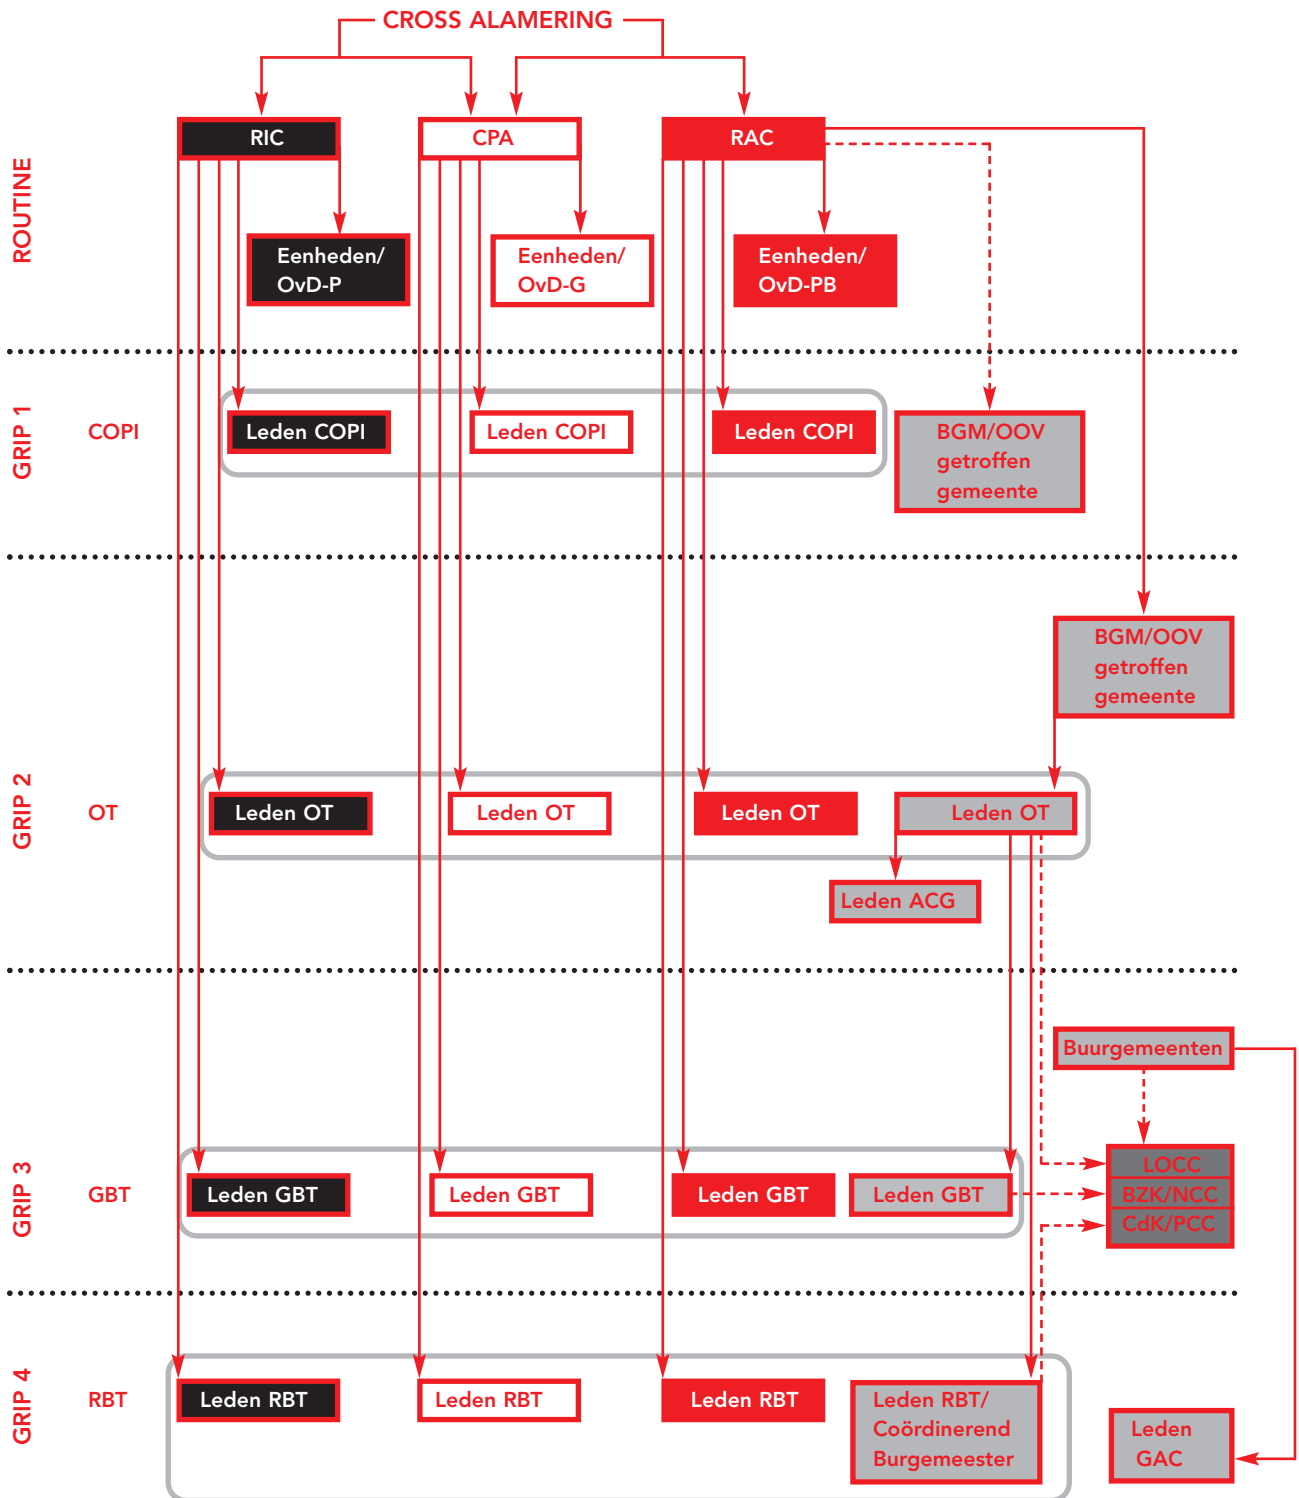 CROSS ALAMERING
ROUTINE
RIC
CPA
RAC
Eenheden/
OvD-P
Eenheden/
OvD-G
Eenheden/
OvD-PB
GRIP 1
COPI
Leden COPI
Leden COPI
Leden COPI
BGM/OOV
getroffen
gemeente
BGM/OOV
getroffen
gemeente
GRIP 2
OT
Leden OT
Leden OT
Leden OT
Leden OT
Leden ACG
Buurgemeenten
GRIP 3
GBT
Leden GBT
Leden GBT
Leden GBT
Leden GBT
LOCC
BZK/NCC
CdK/PCC
GRIP 4
RBT
Leden RBT
Leden RBT
Leden RBT
Leden RBT/
Coördinerend
Burgemeester
Leden
GAC